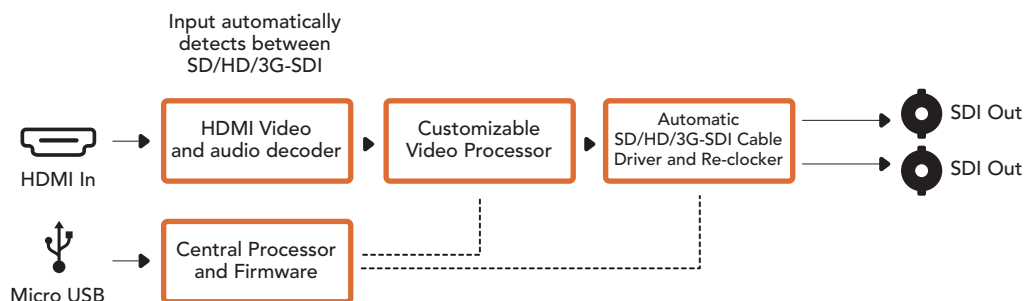 Input automatically
detects between
SD/HD/3G-SDI
HDMI In
HDMI Video
and audio decoder
Customizable
Video Processor
Automatic
SD/HD/3G-SDI Cable
Driver and Re-clocker
SDI Out
SDI Out
Micro USB
Central Processor
and Firmware